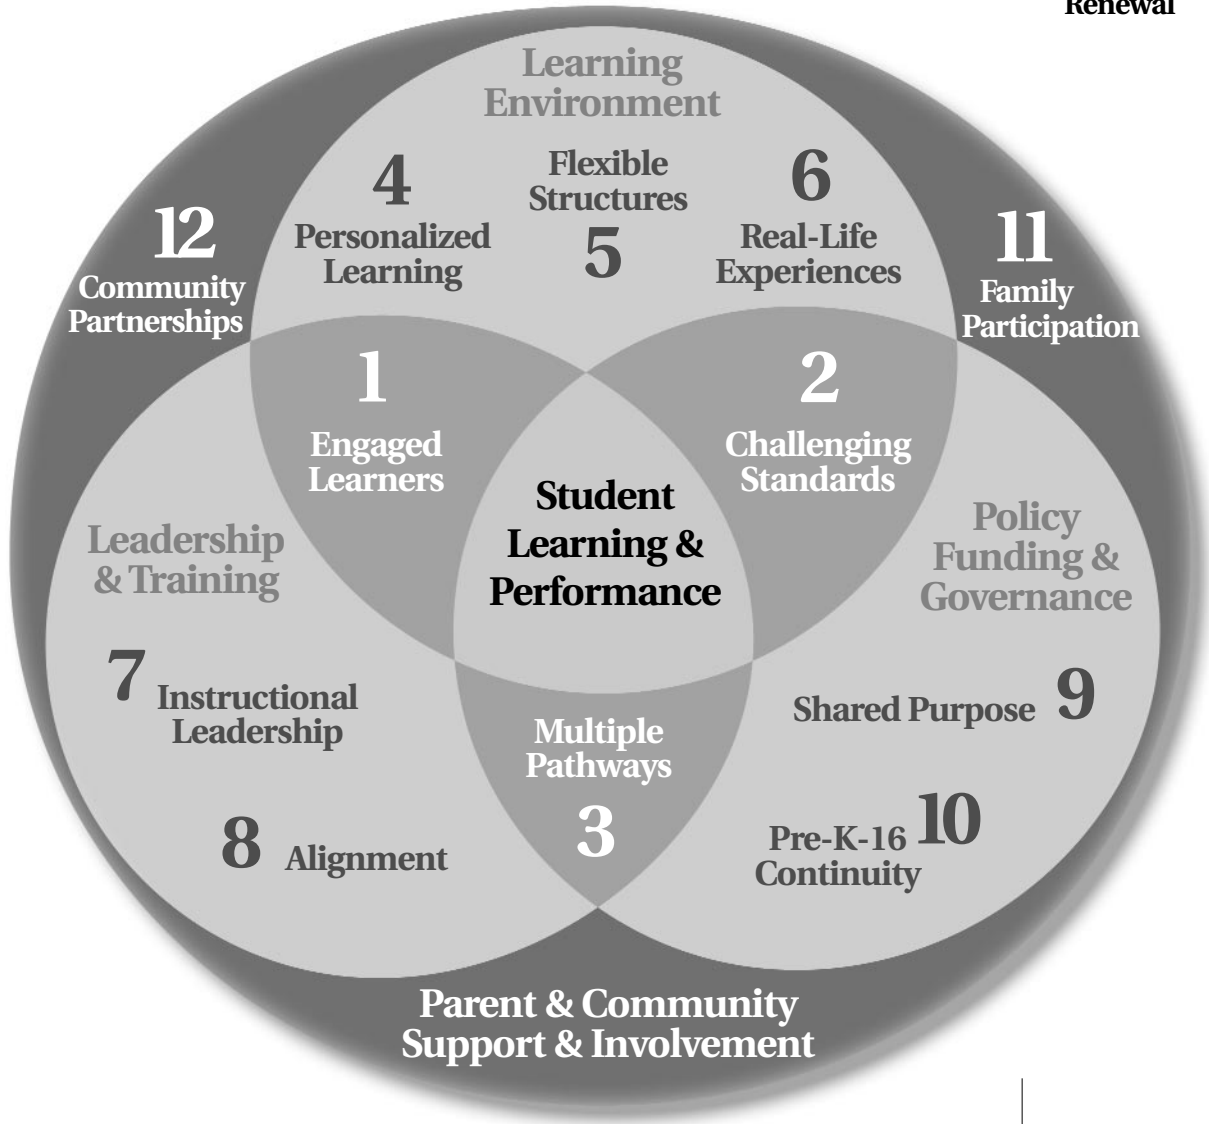 Renewal
Learning
Environment
4
Personalized
Learning
Flexible
Structures
5
6
Real-Life
Experiences
12
Community
Partnerships
11
Family
Participation
1
Engaged
Learners
2
Challenging
Standards
Student
Learning &
Performance
Leadership
& Training
Policy
Funding &
Governance
7
Instructional
Leadership
8 Alignment
Multiple
Pathways
3
Shared Purpose 9
Pre-K-16 10
Continuity
Parent & Community
Support & Involvement